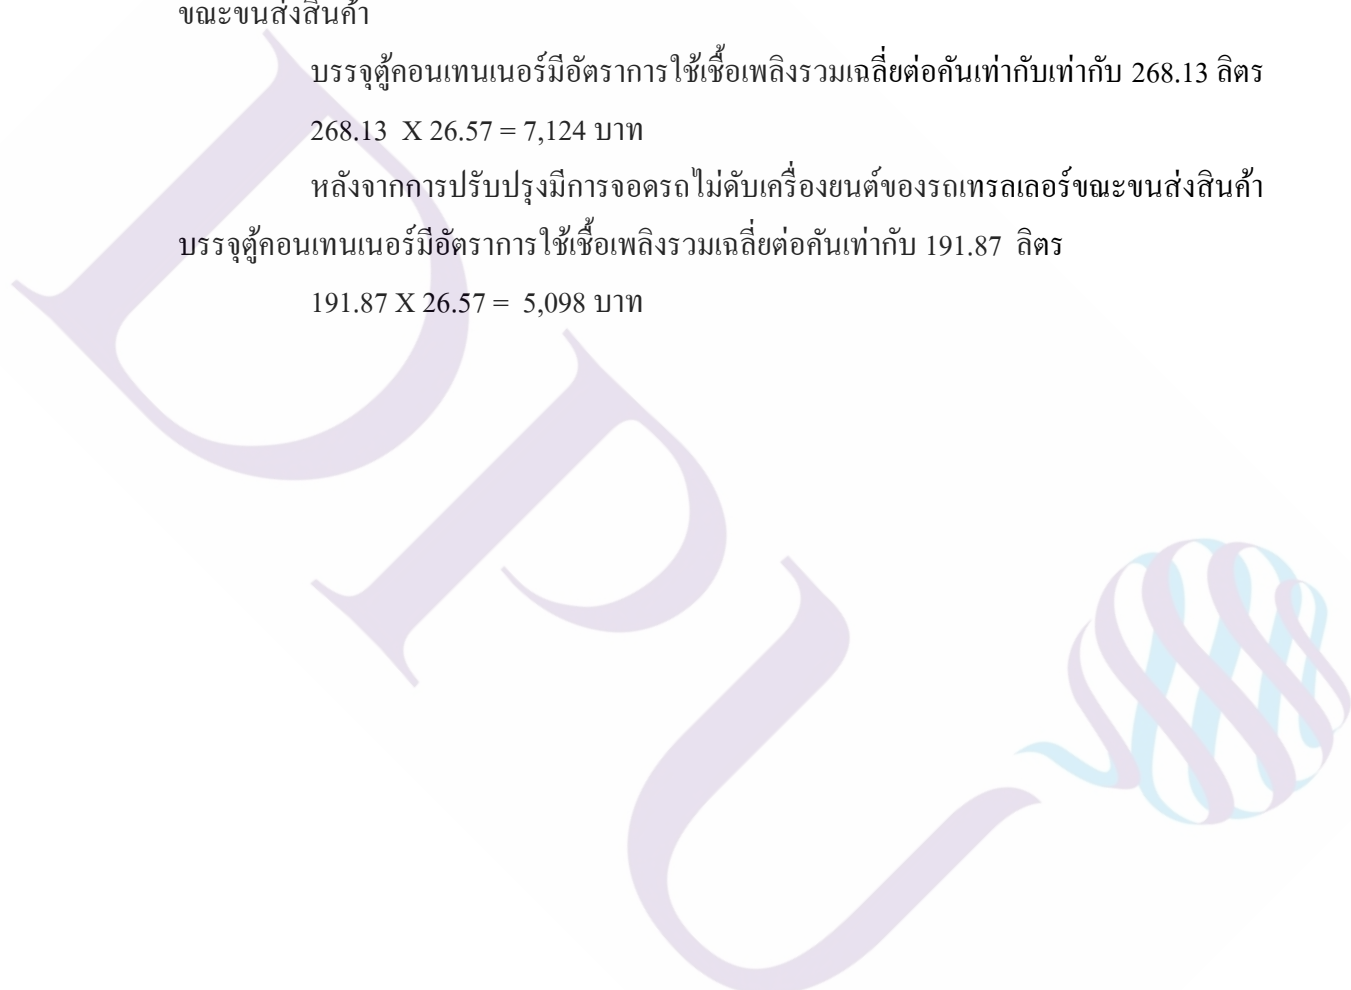 ขณะขนส่งสินค้า
บรรจุตู้คอนเทนเนอร์มีอัตราการใช้เชื้อเพลิงรวมเฉลี่ยต่อคันเท่ากับเท่ากับ 268.13 ลิตร
268.13 X 26.57 = 7,124 บาท
หลังจากการปรับปรุงมีการจอดรถไม่ดับเครื่องยนต์ของรถเทรลเลอร์ขณะขนส่งสินค้า
บรรจุตู้คอนเทนเนอร์มีอัตราการใช้เชื้อเพลิงรวมเฉลี่ยต่อคันเท่ากับ 191.87 ลิตร
191.87 X 26.57 = 5,098 บาท
DPU